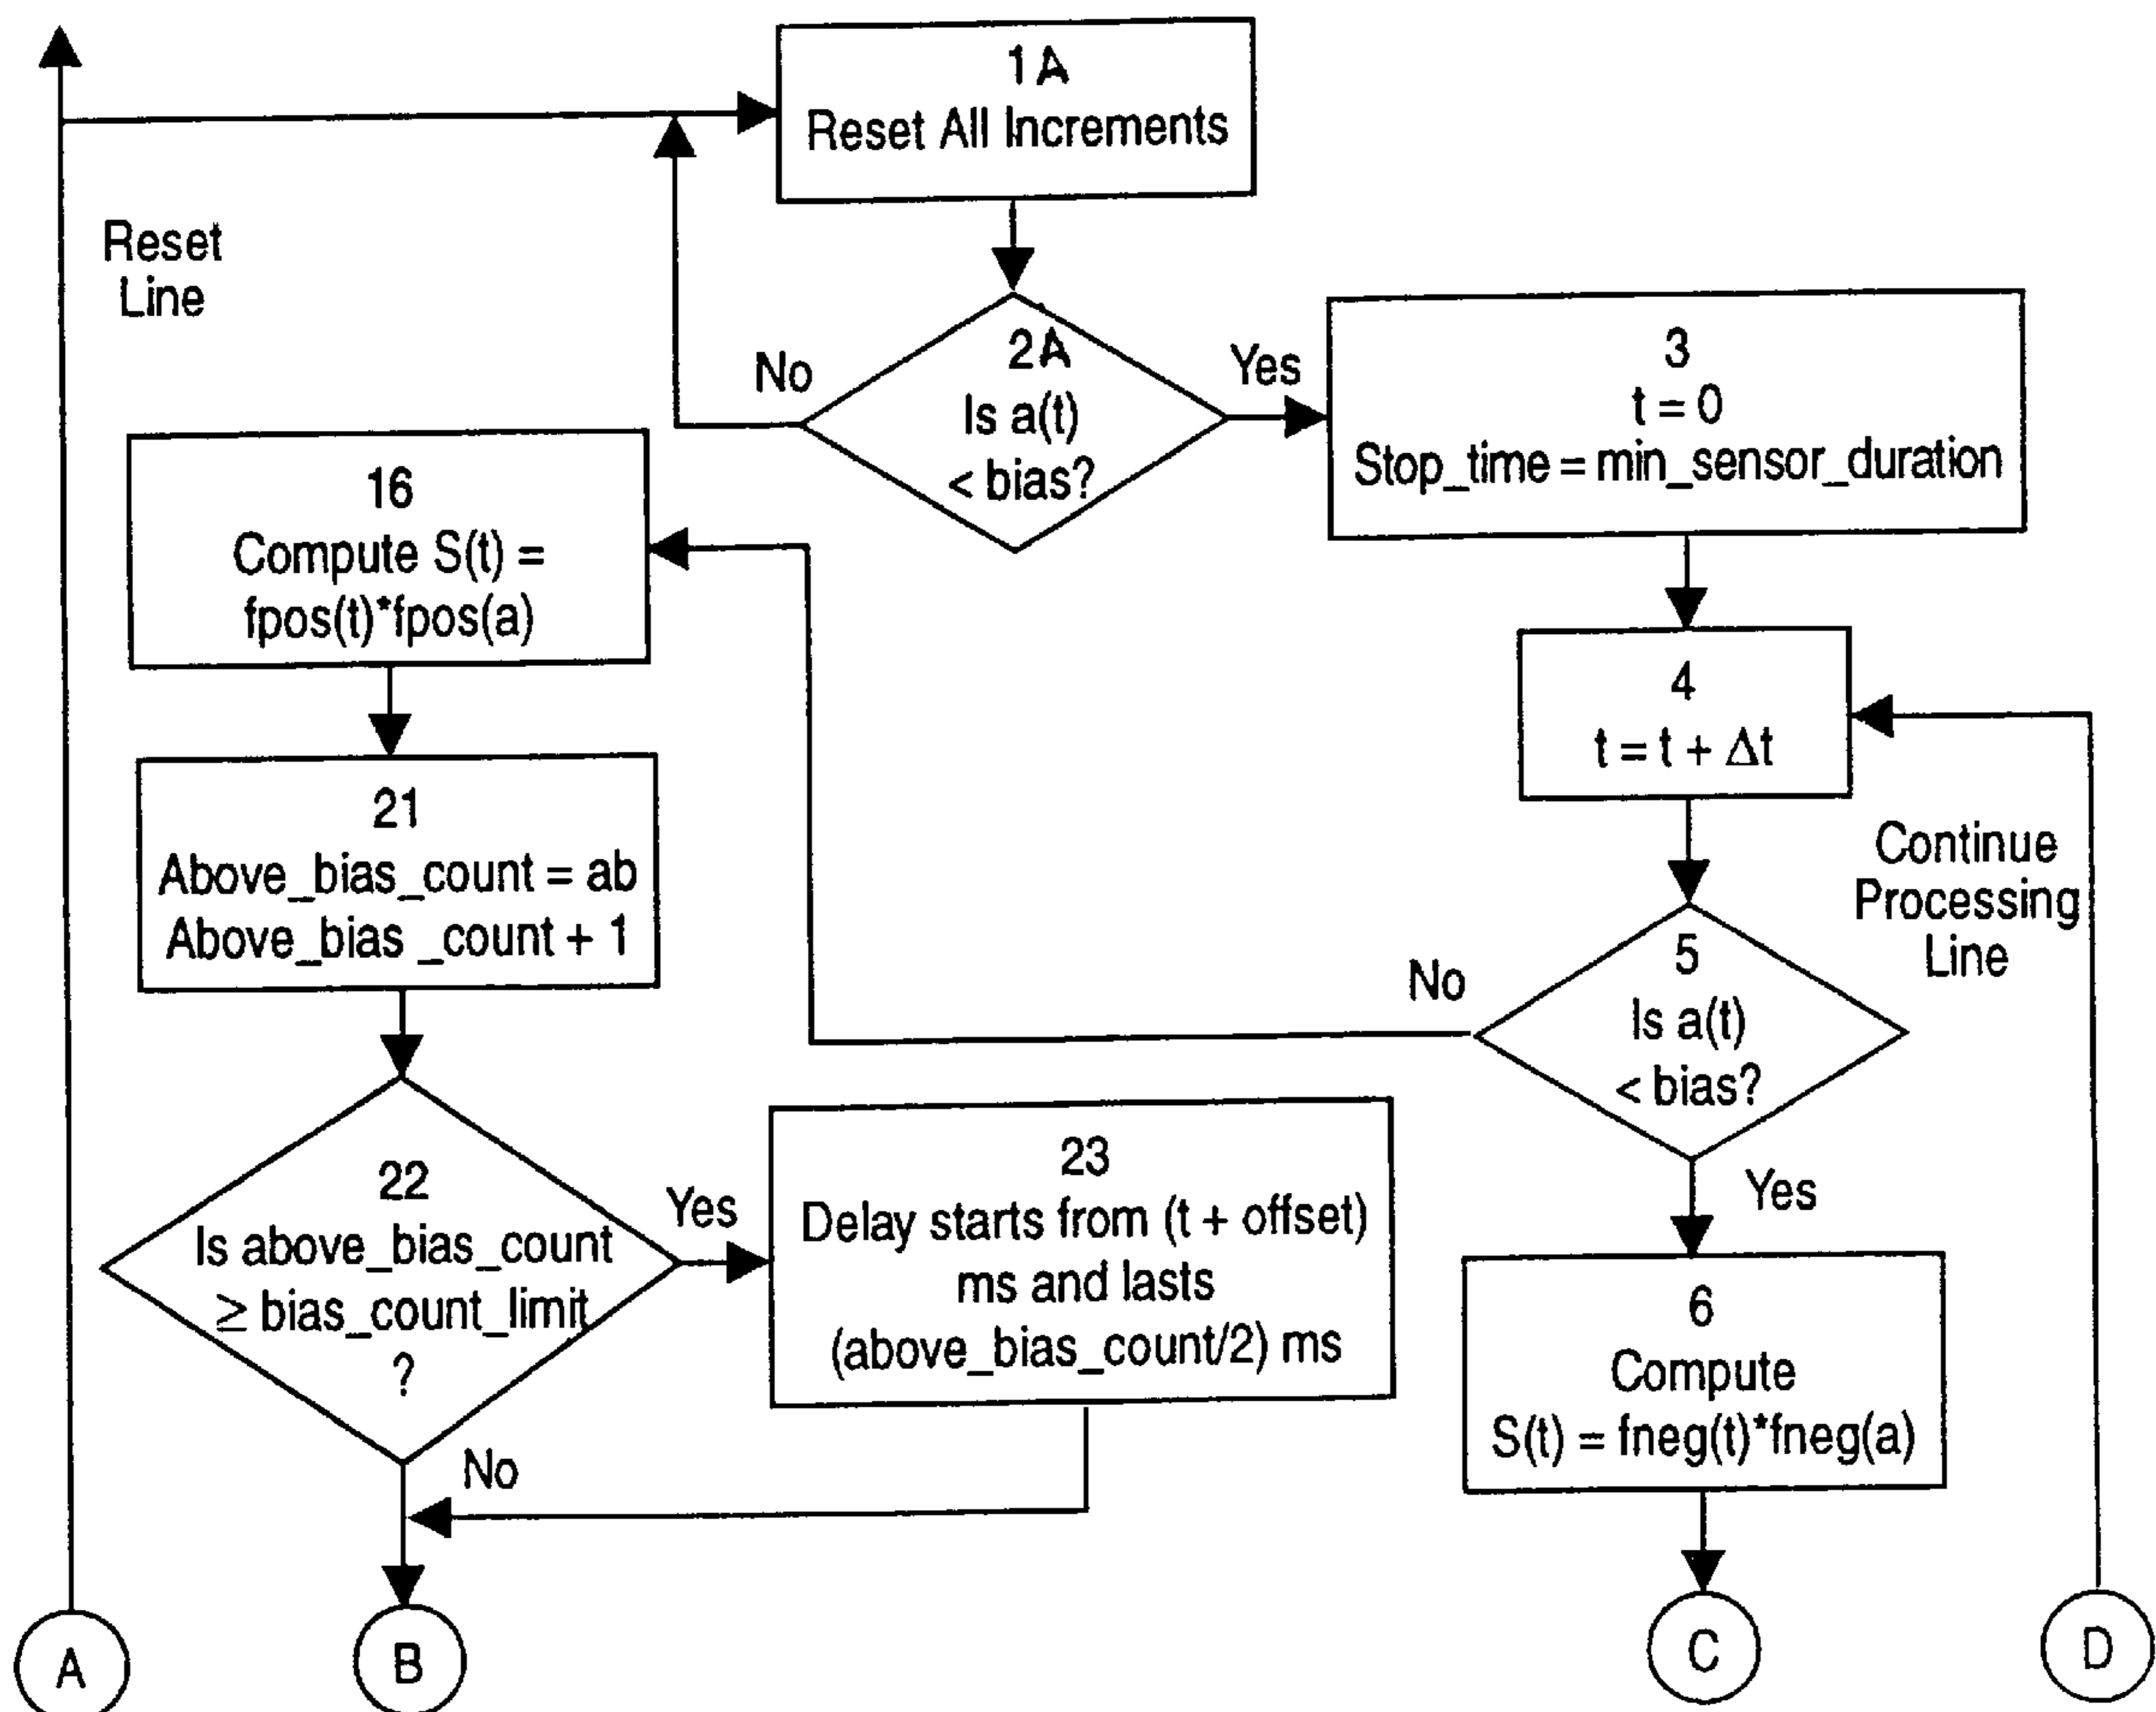 1A
Reset All Increments
Reset
Line
2A
Is a(t)
< bias?
No
Yes
3
t = 0
Stop_time = min_sensor_duration
16
Compute S(t) =
fpos(t)*fpos(a)
4
t = t + Δt
21
Above_bias_count = ab
Above_bias _count + 1
Continue
Processing
Line
5
Is a(t)
< bias?
No
Yes
22
Is above_bias_count
≥ bias_count_limit
?
Yes
No
23
Delay starts from (t + offset)
ms and lasts
(above_bias_count/2) ms
6
Compute
S(t) = fneg(t)*fneg(a)
A
B
C
D